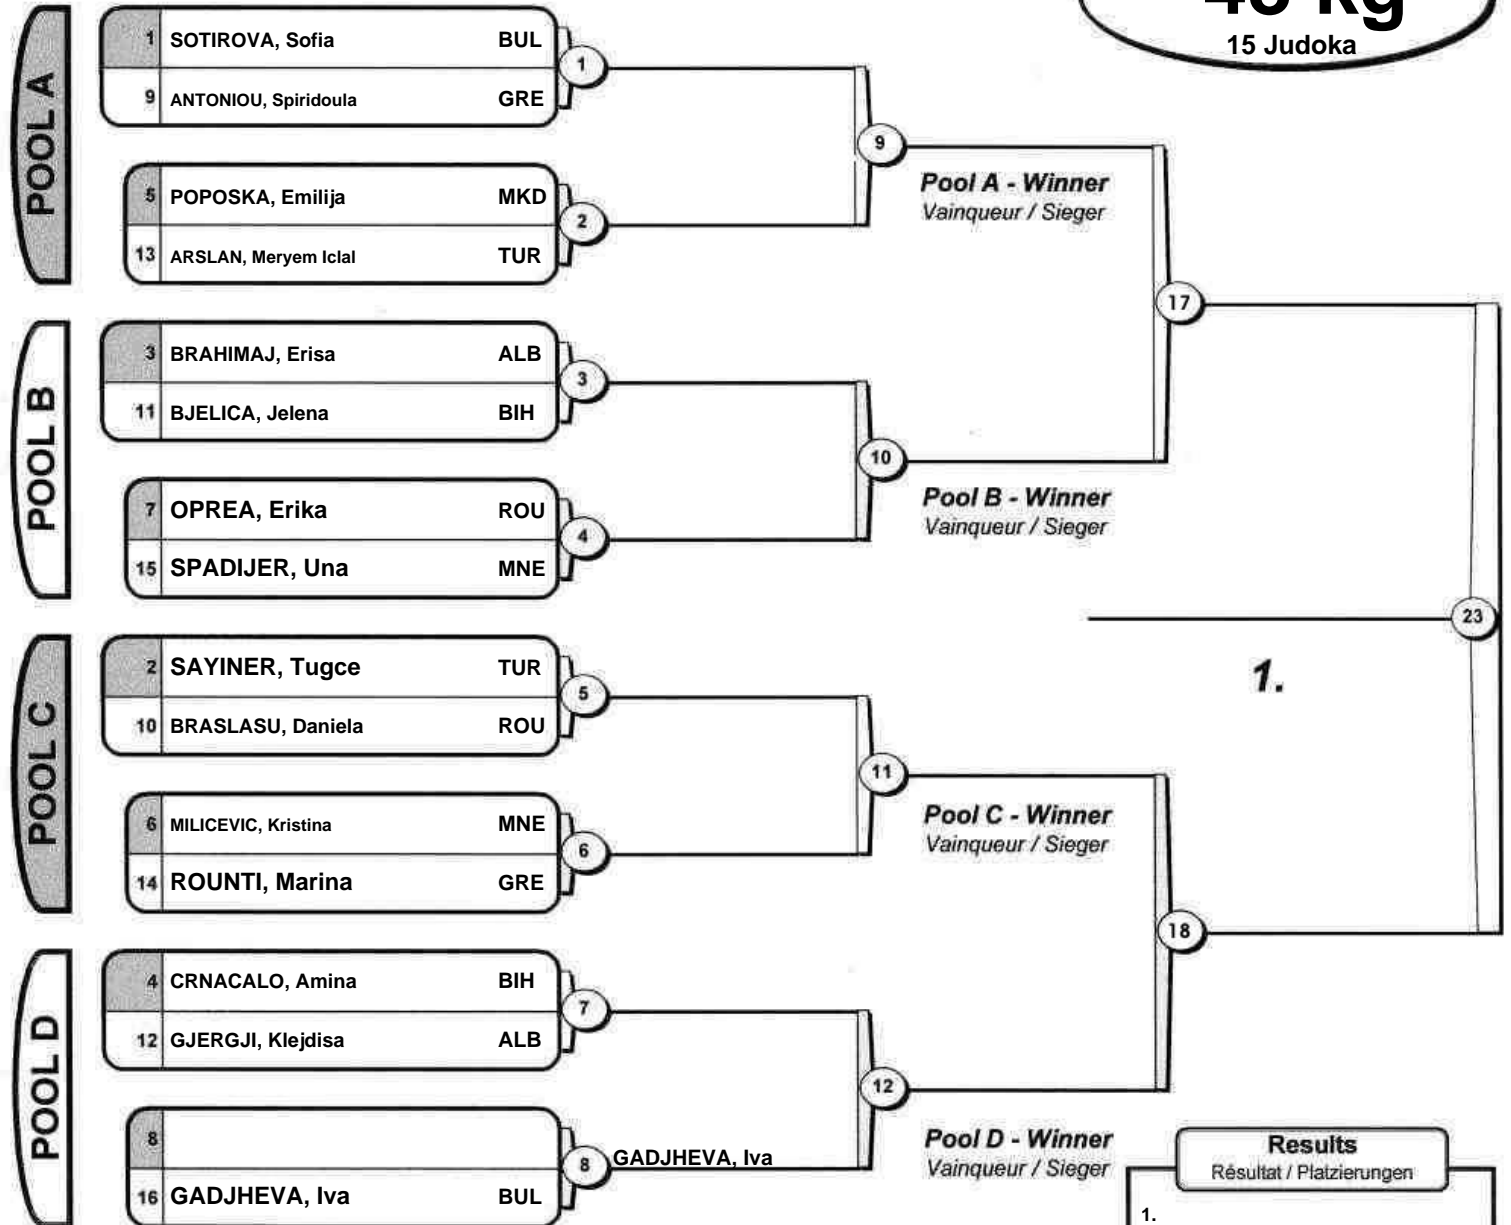 48 kg
15 Judoka
POOL A
1 SOTIROVA, Sofia BUL
9 ANTONIOU, Spiridoula GRE
1
5 POPOSKA, Emilija MKD
13 ARSLAN, Meryem Iclal TUR
2
9
Pool A - Winner
Vainqueur / Sieger
POOL B
3 BRAHIMAJ, Erisa ALB
11 BJELICA, Jelena BIH
3
7 OPREA, Erika ROU
15 SPADIJER, Una MNE
4
10
Pool B - Winner
Vainqueur / Sieger
17
23
1.
POOL C
2 SAYINER, Tugce TUR
10 BRASLASU, Daniela ROU
5
6 MILICEVIC, Kristina MNE
14 ROUNTI, Marina GRE
6
11
Pool C - Winner
Vainqueur / Sieger
18
POOL D
4 CRNACALO, Amina BIH
12 GJERGJI, Klejdisa ALB
7
8
16 GADJHEVA, Iva BUL
8
GADJHEVA, Iva
12
Pool D - Winner
Vainqueur / Sieger
Results
Résultat / Platzierungen
1.